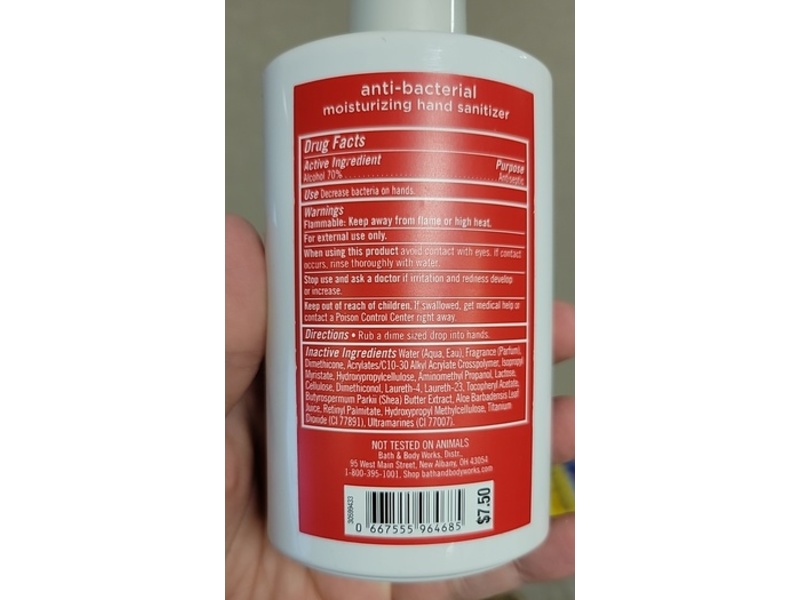 anti-bacterial
moisturizing hand sanitizer
Drug Facts
Active Ingredient Purpose
Alcohol 70% Antiseptic
Use Decrease bacteria on hands.
Warnings
Flammable: Keep away from flame or high heat.
For external use only.
When using this product avoid contact with eyes. If contact
occurs, rinse thoroughly with water.
Stop use and ask a doctor if irritation and redness develop
or increase.
Keep out of reach of children. If swallowed, get medical help or
contact a Poison Control Center right away.
Directions • Rub a dime sized drop into hands.
Inactive Ingredients Water (Aqua, Eau), Fragrance (Parfum),
Dimethicone, Acrylates/C10-30 Alkyl Acrylate Crosspolymer, Isopropyl
Myristate, Hydroxypropylcellulose, Aminomethyl Propanol, Lactose,
Cellulose, Dimethiconol, Laureth-4, Laureth-23, Tocopheryl Acetate,
Butyrospermum Parkii (Shea) Butter Extract, Aloe Barbadensis Leaf
Juice, Retinyl Palmitate, Hydroxypropyl Methylcellulose, Titanium
Dioxide (CI 77891), Ultramarines (CI 77007).
NOT TESTED ON ANIMALS
Bath & Body Works, Distr.,
95 West Main Street, New Albany, OH 43054
1-800-395-1001, Shop bathandbodyworks.com
0 667555 964685
$7.50